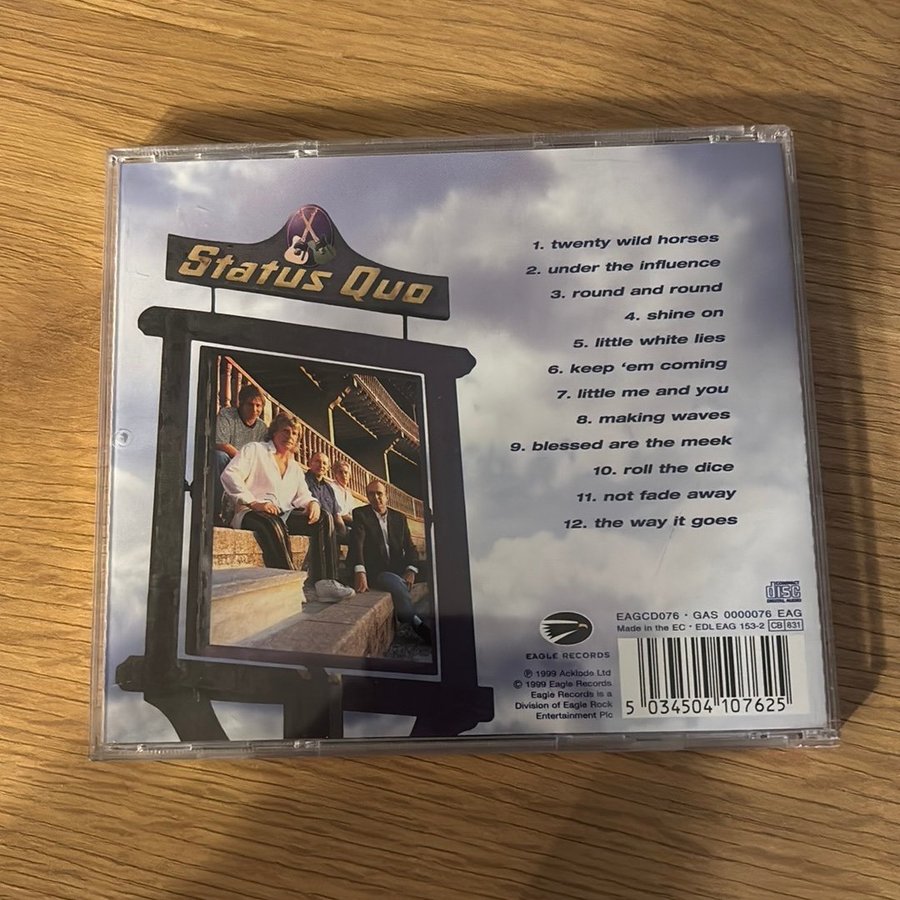 Status Quo
1. twenty wild horses
2. under the influence
3. round and round
4. shine on
5. little white lies
6. keep 'em coming
7. little me and you
8. making waves
9. blessed are the meek
10. roll the dice
11. not fade away
12. the way it goes
COMPACT
disc
DIGITAL AUDIO
EAGCD076 · GAS 0000076 EAG
Made in the EC · EDL EAG 153-2 CB 831
EAGLE RECORDS
℗ 1999 Acklode Ltd
© 1999 Eagle Records
Eagle Records is a
Division of Eagle Rock
Entertainment Plc
5 034504 107625